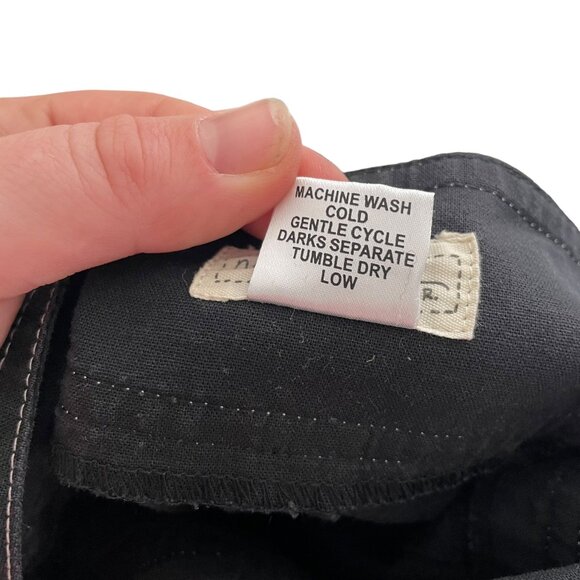 MACHINE WASH
COLD
GENTLE CYCLE
DARKS SEPARATE
TUMBLE DRY
LOW